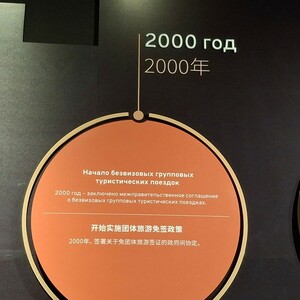 2000 год
2000年
Начало безвизовых групповых
туристических поездок
2000 год – заключено межправительственное соглашение
о безвизовых групповых туристических поездках
开始实施团体旅游免签政策
2000年，签署关于免团体旅游签证的政府间协定。